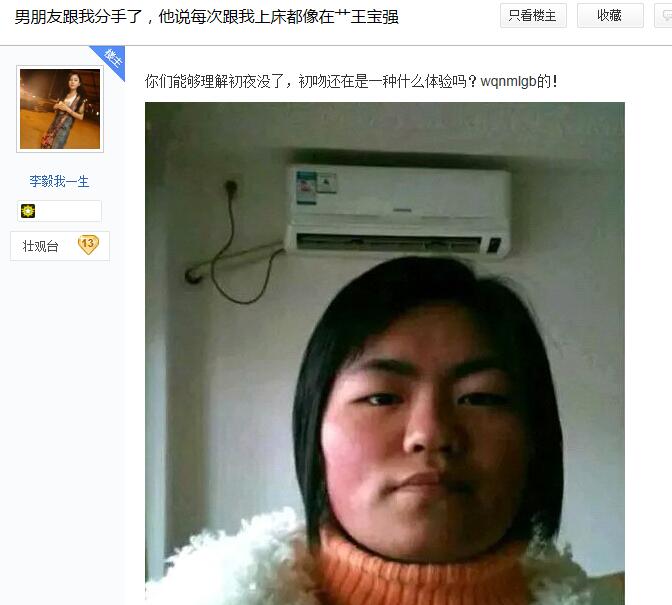 男朋友跟我分手了，他说每次跟我上床都像在艹王宝强
只看楼主
收藏
楼主
你们能够理解初夜没了，初吻还在是一种什么体验吗？wqnmlgb的！
李毅我一生
壮观台 13